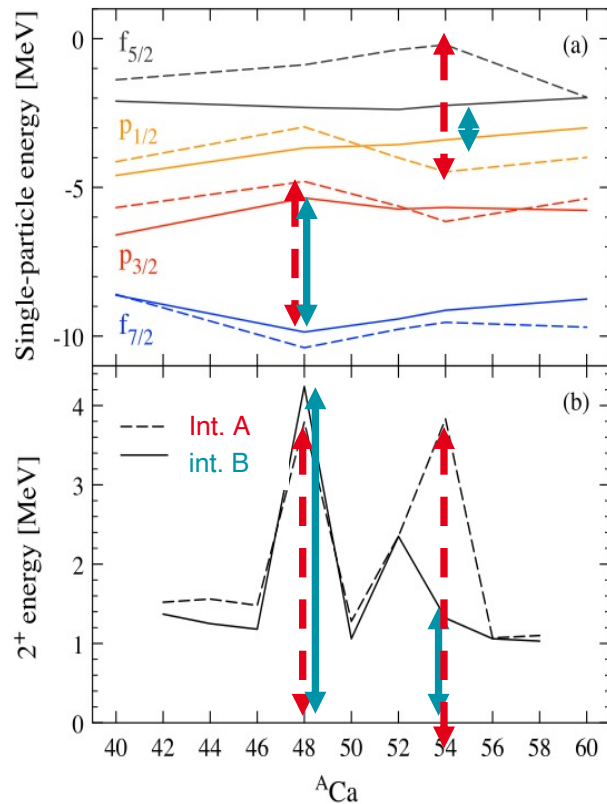 Single-particle energy [MeV]
0
-5
-10
(a)
f5/2
p1/2
p3/2
f7/2
2+ energy [MeV]
4
3
2
1
0
(b)
Int. A
int. B
40 42 44 46 48 50 52 54 56 58 60
ACa